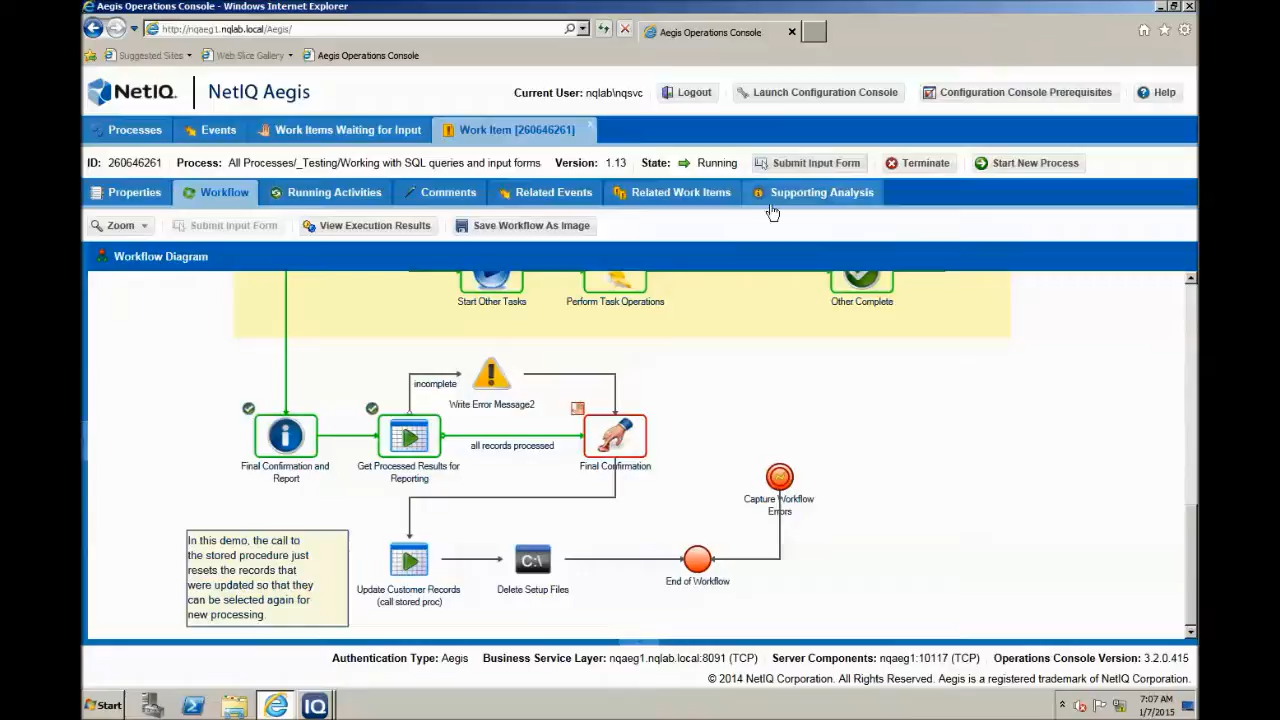 Aegis Operations Console - Windows Internet Explorer
http://nqaeg1.nqlab.local/Aegis/
Aegis Operations Console
Suggested Sites
Web Slice Gallery
Aegis Operations Console
NetIQ.
NetIQ Aegis
Current User: nqlab\nqsvc
Logout
Launch Configuration Console
Configuration Console Prerequisites
Help
Processes
Events
Work Items Waiting for Input
Work Item [260646261]
ID: 260646261
Process: All Processes/_Testing/Working with SQL queries and input forms
Version: 1.13
State:
Running
Submit Input Form
Terminate
Start New Process
Properties
Workflow
Running Activities
Comments
Related Events
Related Work Items
Supporting Analysis
Zoom
Submit Input Form
View Execution Results
Save Workflow As Image
Workflow Diagram
Start Other Tasks
Perform Task Operations
Other Complete
incomplete
Write Error Message2
all records processed
Final Confirmation and
Report
Get Processed Results for
Reporting
Final Confirmation
Capture Workflow
Errors
In this demo, the call to
the stored procedure just
resets the records that
were updated so that they
can be selected again for
new processing.
C:\
Update Customer Records
(call stored proc)
Delete Setup Files
End of Workflow
Authentication Type: Aegis
Business Service Layer: nqaeg1.nqlab.local:8091 (TCP)
Server Components: nqaeg1:10117 (TCP)
Operations Console Version: 3.2.0.415
© 2014 NetIQ Corporation. All Rights Reserved. Aegis is a registered trademark of NetIQ Corporation.
Start
IQ
7:07 AM
1/7/2015